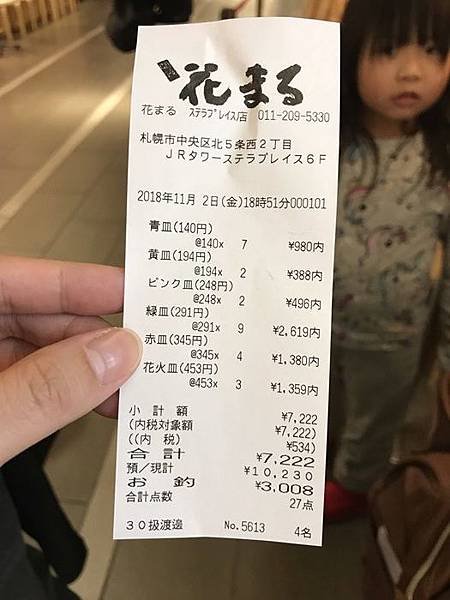 花まる
花まる ステラプレイス店 011-209-5330
札幌市中央区北5条西2丁目
JRタワーステラプレイス6F
2018年11月 2日(金)18時51分000101
青皿(140円)
@140x 7 ¥980内
黄皿(194円)
@194x 2 ¥388内
ピンク皿(248円)
@248x 2 ¥496内
緑皿(291円)
@291x 9 ¥2,619内
赤皿(345円)
@345x 4 ¥1,380内
花火皿(453円)
@453x 3 ¥1,359内
小 計 額 ¥7,222
(内税対象額 ¥7,222)
((内 税) ¥534)
合計 ¥7,222
預/現計 ¥10,230
お釣 ¥3,008
合計点数 27点
30扱渡邉 No.5613 4名